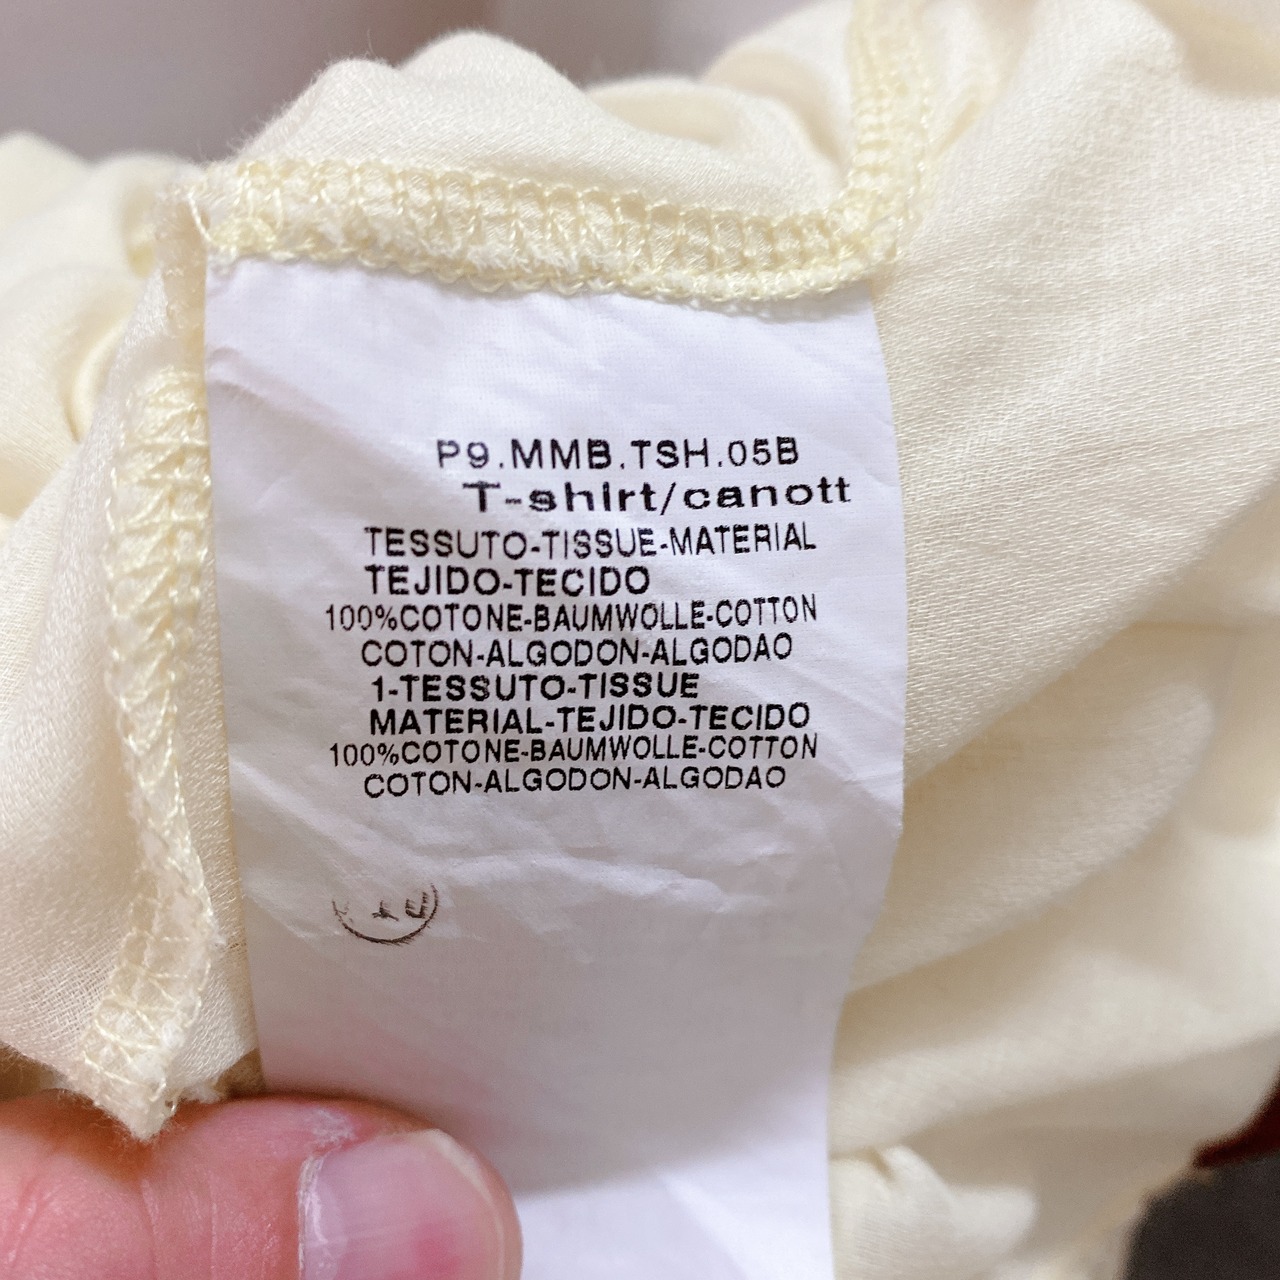 P9.MMB.TSH.05B
T-shirt/canott
TESSUTO-TISSUE-MATERIAL
TEJIDO-TECIDO
100%COTONE-BAUMWOLLE-COTTON
COTON-ALGODON-ALGODAO
1-TESSUTO-TISSUE
MATERIAL-TEJIDO-TECIDO
100%COTONE-BAUMWOLLE-COTTON
COTON-ALGODON-ALGODAO